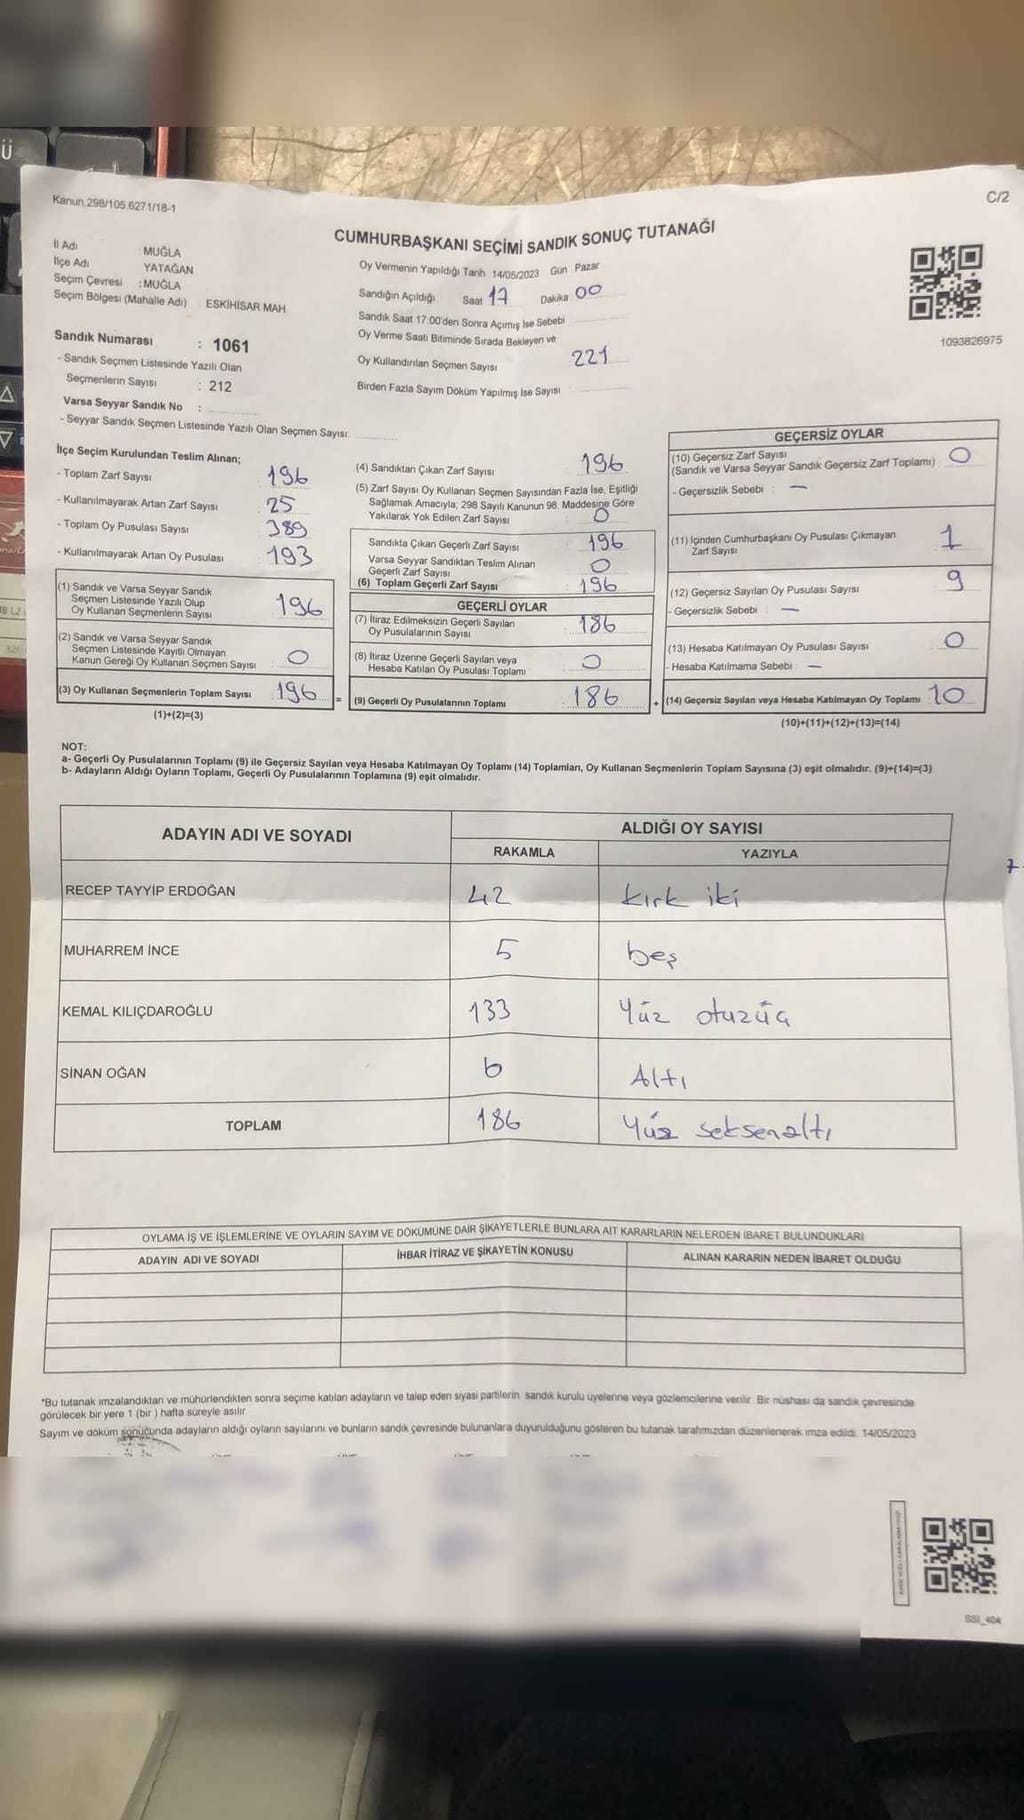 Kanun.298/105.6271/18-1
C/2
CUMHURBAŞKANI SEÇİMİ SANDIK SONUÇ TUTANAĞI
İl Adı MUĞLA
İlçe Adı YATAĞAN
Seçim Çevresi :MUĞLA
Seçim Bölgesi (Mahalle Adı) ESKİHİSAR MAH
Oy Vermenin Yapıldığı Tarih 14/05/2023 Gün Pazar
Sandığın Açıldığı Saat 17 Dakika 00
Sandık Saat 17:00'den Sonra Açımış İse Sebebi
Oy Verme Saati Bitiminde Sırada Bekleyen ve
Oy Kullandırılan Seçmen Sayısı 221
Birden Fazla Sayım Döküm Yapılmış İse Sayısı
1093826975
Sandık Numarası : 1061
- Sandık Seçmen Listesinde Yazılı Olan
Seçmenlerin Sayısı : 212
Varsa Seyyar Sandık No :
- Seyyar Sandık Seçmen Listesinde Yazılı Olan Seçmen Sayısı
İlçe Seçim Kurulundan Teslim Alınan;
- Toplam Zarf Sayısı 196
- Kullanılmayarak Artan Zarf Sayısı 25
- Toplam Oy Pusulası Sayısı 389
- Kullanılmayarak Artan Oy Pusulası 193
(1) Sandık ve Varsa Seyyar Sandık
Seçmen Listesinde Yazılı Olup
Oy Kullanan Seçmenlerin Sayısı 196
(2) Sandık ve Varsa Seyyar Sandık
Seçmen Listesinde Kayıtlı Olmayan
Kanun Gereği Oy Kullanan Seçmen Sayısı 0
(3) Oy Kullanan Seçmenlerin Toplam Sayısı 196 =
(1)+(2)=(3)
(4) Sandıktan Çıkan Zarf Sayısı 196
(5) Zarf Sayısı Oy Kullanan Seçmen Sayısından Fazla İse, Eşitliği
Sağlamak Amacıyla; 298 Sayılı Kanunun 98. Maddesine Göre
Yakılarak Yok Edilen Zarf Sayısı 0
Sandıkta Çıkan Geçerli Zarf Sayısı 196
Varsa Seyyar Sandıktan Teslim Alınan
Geçerli Zarf Sayısı 0
(6) Toplam Geçerli Zarf Sayısı 196
GEÇERLİ OYLAR
(7) İtiraz Edilmeksizin Geçerli Sayılan
Oy Pusulalarının Sayısı 186
(8) İtiraz Üzerine Geçerli Sayılan veya
Hesaba Katılan Oy Pusulası Toplamı 0
(9) Geçerli Oy Pusulalarının Toplamı 186 +
GEÇERSİZ OYLAR
(10) Geçersiz Zarf Sayısı
(Sandık ve Varsa Seyyar Sandık Geçersiz Zarf Toplamı) 0
- Geçersizlik Sebebi : —
(11) İçinden Cumhurbaşkanı Oy Pusulası Çıkmayan
Zarf Sayısı 1
(12) Geçersiz Sayılan Oy Pusulası Sayısı 9
- Geçersizlik Sebebi : —
(13) Hesaba Katılmayan Oy Pusulası Sayısı 0
- Hesaba Katılmama Sebebi : —
(14) Geçersiz Sayılan veya Hesaba Katılmayan Oy Toplamı : 10
(10)+(11)+(12)+(13)=(14)
NOT:
a- Geçerli Oy Pusulalarının Toplamı (9) ile Geçersiz Sayılan veya Hesaba Katılmayan Oy Toplamı (14) Toplamları, Oy Kullanan Seçmenlerin Toplam Sayısına (3) eşit olmalıdır. (9)+(14)=(3)
b- Adayların Aldığı Oyların Toplamı, Geçerli Oy Pusulalarının Toplamına (9) eşit olmalıdır.
ADAYIN ADI VE SOYADI ALDIĞI OY SAYISI
RAKAMLA YAZIYLA
RECEP TAYYİP ERDOĞAN 42 kırk iki
MUHARREM İNCE 5 beş
KEMAL KILIÇDAROĞLU 133 Yüz otuzüç
SİNAN OĞAN 6 Altı
TOPLAM 186 Yüz seksenaltı
OYLAMA İŞ VE İŞLEMLERİNE VE OYLARIN SAYIM VE DÖKÜMÜNE DAİR ŞİKAYETLERLE BUNLARA AİT KARARLARIN NELERDEN İBARET BULUNDUKLARI
ADAYIN ADI VE SOYADI İHBAR İTİRAZ VE ŞİKAYETİN KONUSU ALINAN KARARIN NEDEN İBARET OLDUĞU
*Bu tutanak imzalandıktan ve mühürlendikten sonra seçime katılan adayların ve talep eden siyasi partilerin sandık kurulu üyelerine veya gözlemcilerine verilir. Bir nüshası da sandık çevresinde
görülecek bir yere 1 (bir) hafta süreyle asılır.
Sayım ve döküm sonucunda adayların aldığı oyların sayılarını ve bunların sandık çevresinde bulunanlara duyurulduğunu gösteren bu tutanak tarafımızdan düzenlenerek imza edildi. 14/05/2023
SSI_404